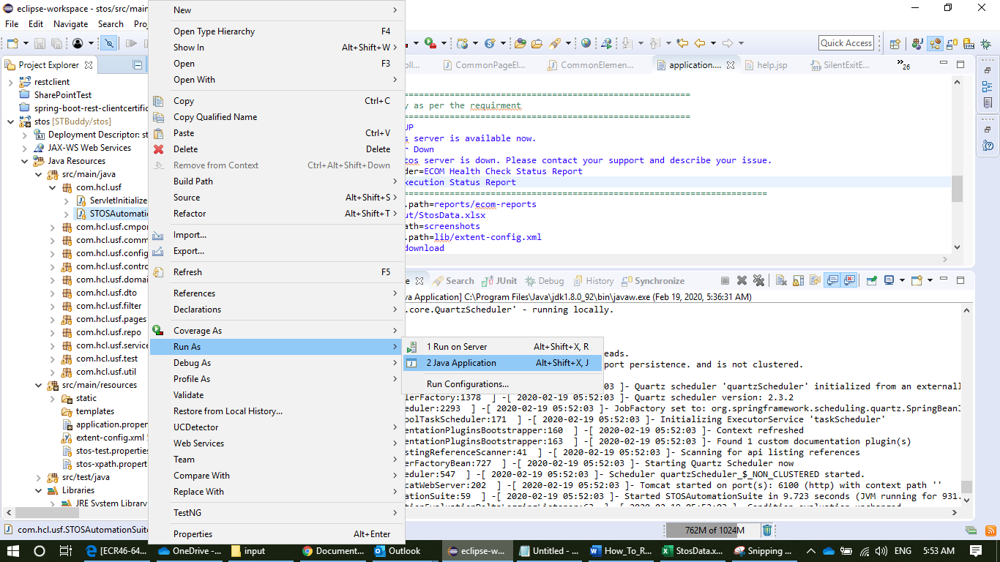 eclipse-workspace - stos/src/mai
File Edit Navigate Search Proj
Quick Access
Project Explorer
restclient
SharePointTest
spring-boot-rest-clientcertific
stos [STBuddy/stos]
Deployment Descriptor: st
JAX-WS Web Services
Java Resources
src/main/java
com.hcl.usf
ServletInitialize
STOSAutomatio
com.hcl.usf.cmpor
com.hcl.usf.comm
com.hcl.usf.config
com.hcl.usf.contro
com.hcl.usf.domai
com.hcl.usf.dto
com.hcl.usf.filter
com.hcl.usf.pages
com.hcl.usf.repo
com.hcl.usf.service
com.hcl.usf.test
com.hcl.usf.util
src/main/resources
static
templates
application.proper
extent-config.xml
stos-test.properties
stos-xpath.propert
src/test/java
Libraries
JRE System Library
com.hcl.usf.STOSAutomationSuite
New
Open Type Hierarchy F4
Show In Alt+Shift+W
Open F3
Open With
Copy Ctrl+C
Copy Qualified Name
Paste Ctrl+V
Delete Delete
Remove from Context Ctrl+Alt+Shift+Down
Build Path
Source Alt+Shift+S
Refactor Alt+Shift+T
Import...
Export...
Refresh F5
References
Declarations
Coverage As
Run As
Debug As
Profile As
Validate
Restore from Local History...
UCDetector
Web Services
Team
Compare With
Replace With
TestNG
Properties Alt+Enter
1 Run on Server Alt+Shift+X, R
2 Java Application Alt+Shift+X, J
Run Configurations...
oll... CommonPageEl... CommonElemen... application.... help.jsp SilentExitE... »26
========================================================
y as per the requirment
========================================================
UP
s server is available now.
r Down
tos server is down. Please contact your support and describe your issue.
der=ECOM Health Check Status Report
xecution Status Report
=======================================================================
.path=reports/ecom-reports
ut/StosData.xlsx
ath=screenshots
.path=lib/extent-config.xml
download
e Search JUnit Debug History Synchronize
va Application] C:\Program Files\Java\jdk1.8.0_92\bin\javaw.exe (Feb 19, 2020, 5:36:31 AM)
.core.QuartzScheduler' - running locally.
eads.
ort persistence. and is not clustered.
03 ]- Quartz scheduler 'quartzScheduler' initialized from an externall
lerFactory:1378 ] -[ 2020-02-19 05:52:03 ]- Quartz scheduler version: 2.3.2
eduler:2293 ] -[ 2020-02-19 05:52:03 ]- JobFactory set to: org.springframework.scheduling.quartz.SpringBeanJ
oolTaskScheduler:171 ] -[ 2020-02-19 05:52:03 ]- Initializing ExecutorService 'taskScheduler'
entationPluginsBootstrapper:160 ] -[ 2020-02-19 05:52:03 ]- Context refreshed
entationPluginsBootstrapper:163 ] -[ 2020-02-19 05:52:03 ]- Found 1 custom documentation plugin(s)
stingReferenceScanner:41 ] -[ 2020-02-19 05:52:03 ]- Scanning for api listing references
lerFactoryBean:727 ] -[ 2020-02-19 05:52:03 ]- Starting Quartz Scheduler now
eduler:547 ] -[ 2020-02-19 05:52:03 ]- Scheduler quartzScheduler_$_NON_CLUSTERED started.
catWebServer:202 ] -[ 2020-02-19 05:52:03 ]- Tomcat started on port(s): 6100 (http) with context path ''
ationSuite:59 ] -[ 2020-02-19 05:52:03 ]- Started STOSAutomationSuite in 9.723 seconds (JVM running for 931.
762M of 1024M
[ECR46-64... OneDrive -... input Document... Outlook eclipse-w... Untitled - ... How_To_R... StosData.x... Snipping ... ENG 5:53 AM